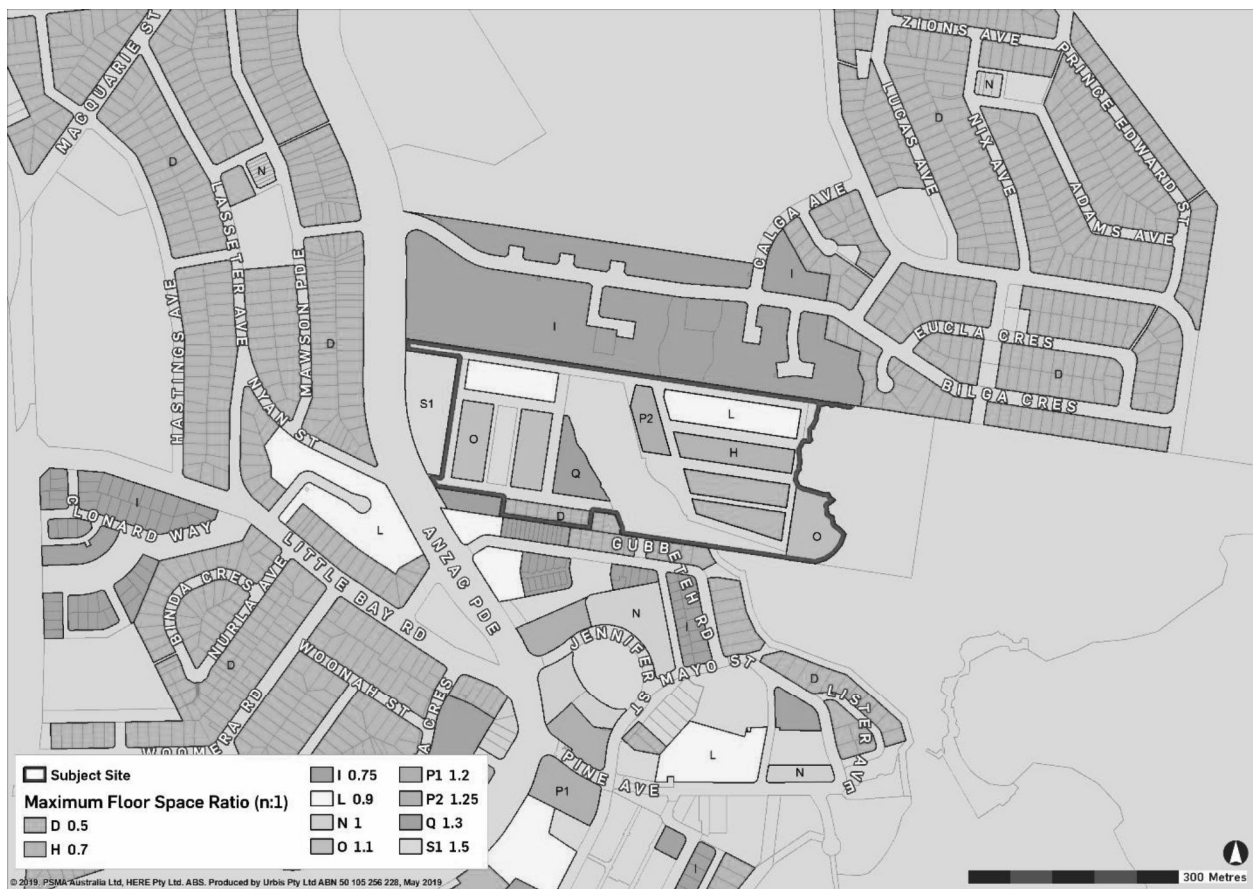 MACQUARIE ST
ZIONS AVE
PRINCE EDWARD ST
N
LUCAS AVE
D
NIX AVE
ADAMS AVE
D
N
LASSETER AVE
CALGA AVE
I
HASTINGS AVE
MAWSON PDE
D
I
EUCLA CRES
D
BILGA CRES
NYAN ST
S1
P2
L
O
H
Q
I
CLONARD WAY
L
D
O
ANZAC PDE
GUBBETEH RD
LITTLE BAY RD
BINDA CRES
NURLA AVE
N
JENNIFER ST
I
MAYO ST
D
WOONAH ST
D
LISTER AVE
WOOMERA RD
A CRES
L
N
PINE AVE
P1
I
Subject Site
Maximum Floor Space Ratio (n:1)
D 0.5
H 0.7
I 0.75
L 0.9
N 1
O 1.1
P1 1.2
P2 1.25
Q 1.3
S1 1.5
© 2019. PSMA Australia Ltd, HERE Pty Ltd. ABS. Produced by Urbis Pty Ltd ABN 50 105 256 228, May 2019
300 Metres